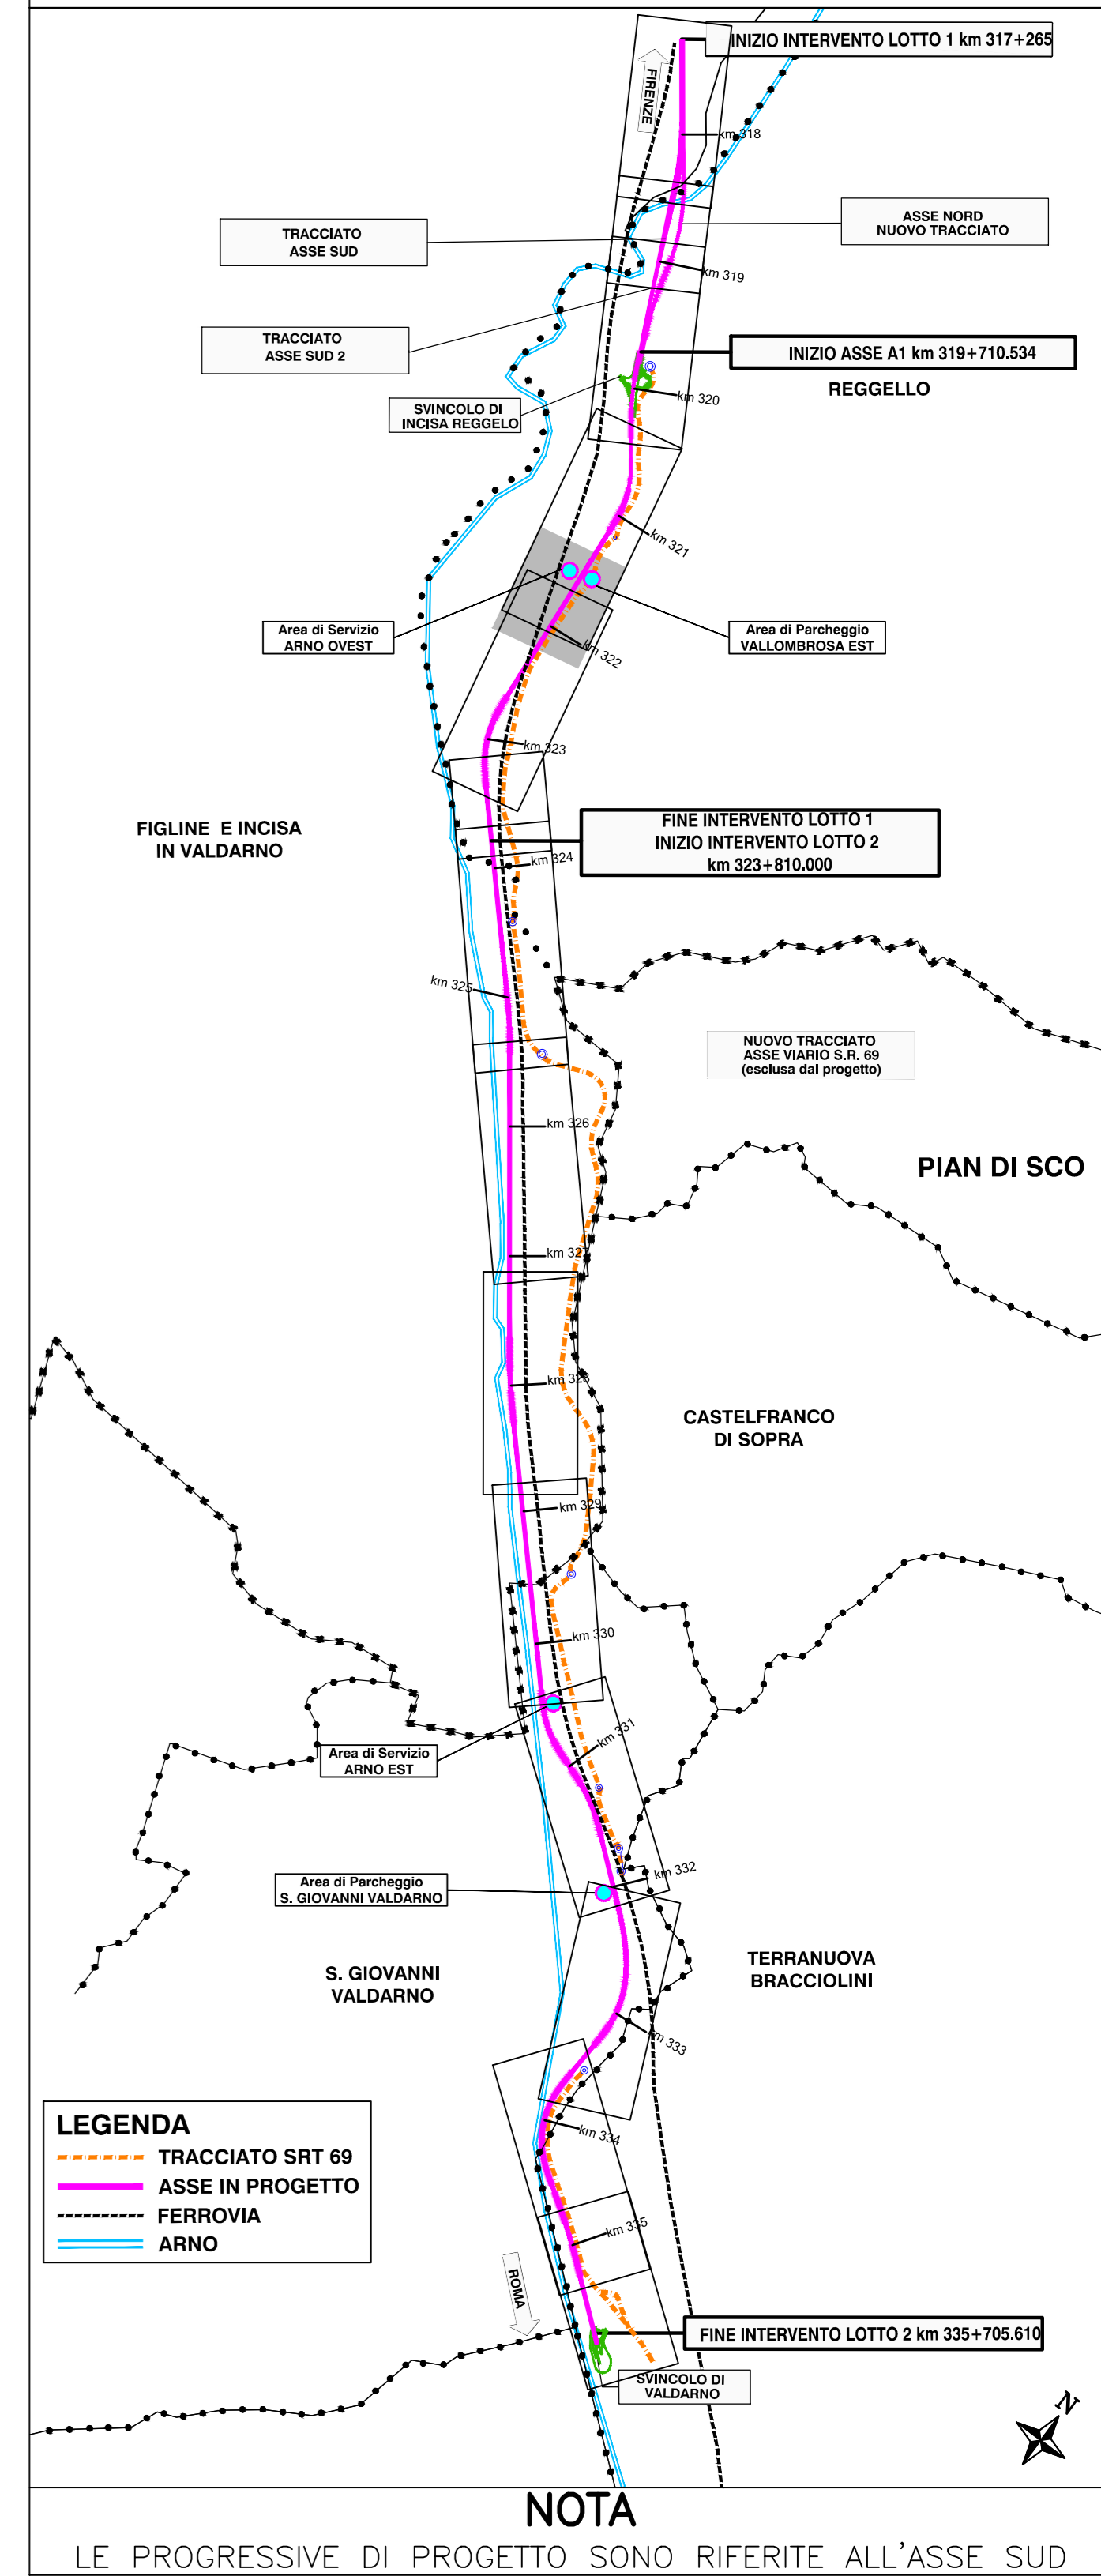 INIZIO INTERVENTO LOTTO 1 km 317+265
FIRENZE
km 318
TRACCIATO
ASSE SUD
ASSE NORD
NUOVO TRACCIATO
km 319
TRACCIATO
ASSE SUD 2
INIZIO ASSE A1 km 319+710.534
REGGELLO
km 320
SVINCOLO DI
INCISA REGGELO
km 321
Area di Servizio
ARNO OVEST
Area di Parcheggio
VALLOMBROSA EST
km 322
km 323
FIGLINE E INCISA
IN VALDARNO
FINE INTERVENTO LOTTO 1
INIZIO INTERVENTO LOTTO 2
km 323+810.000
km 324
km 325
NUOVO TRACCIATO
ASSE VIARIO S.R. 69
(esclusa dal progetto)
km 326
PIAN DI SCO
km 327
km 328
CASTELFRANCO
DI SOPRA
km 329
km 330
km 331
Area di Servizio
ARNO EST
km 332
Area di Parcheggio
S. GIOVANNI VALDARNO
TERRANUOVA
BRACCIOLINI
S. GIOVANNI
VALDARNO
km 333
LEGENDA
TRACCIATO SRT 69
ASSE IN PROGETTO
FERROVIA
ARNO
km 334
km 335
ROMA
FINE INTERVENTO LOTTO 2 km 335+705.610
SVINCOLO DI
VALDARNO
N
NOTA
LE PROGRESSIVE DI PROGETTO SONO RIFERITE ALL'ASSE SUD